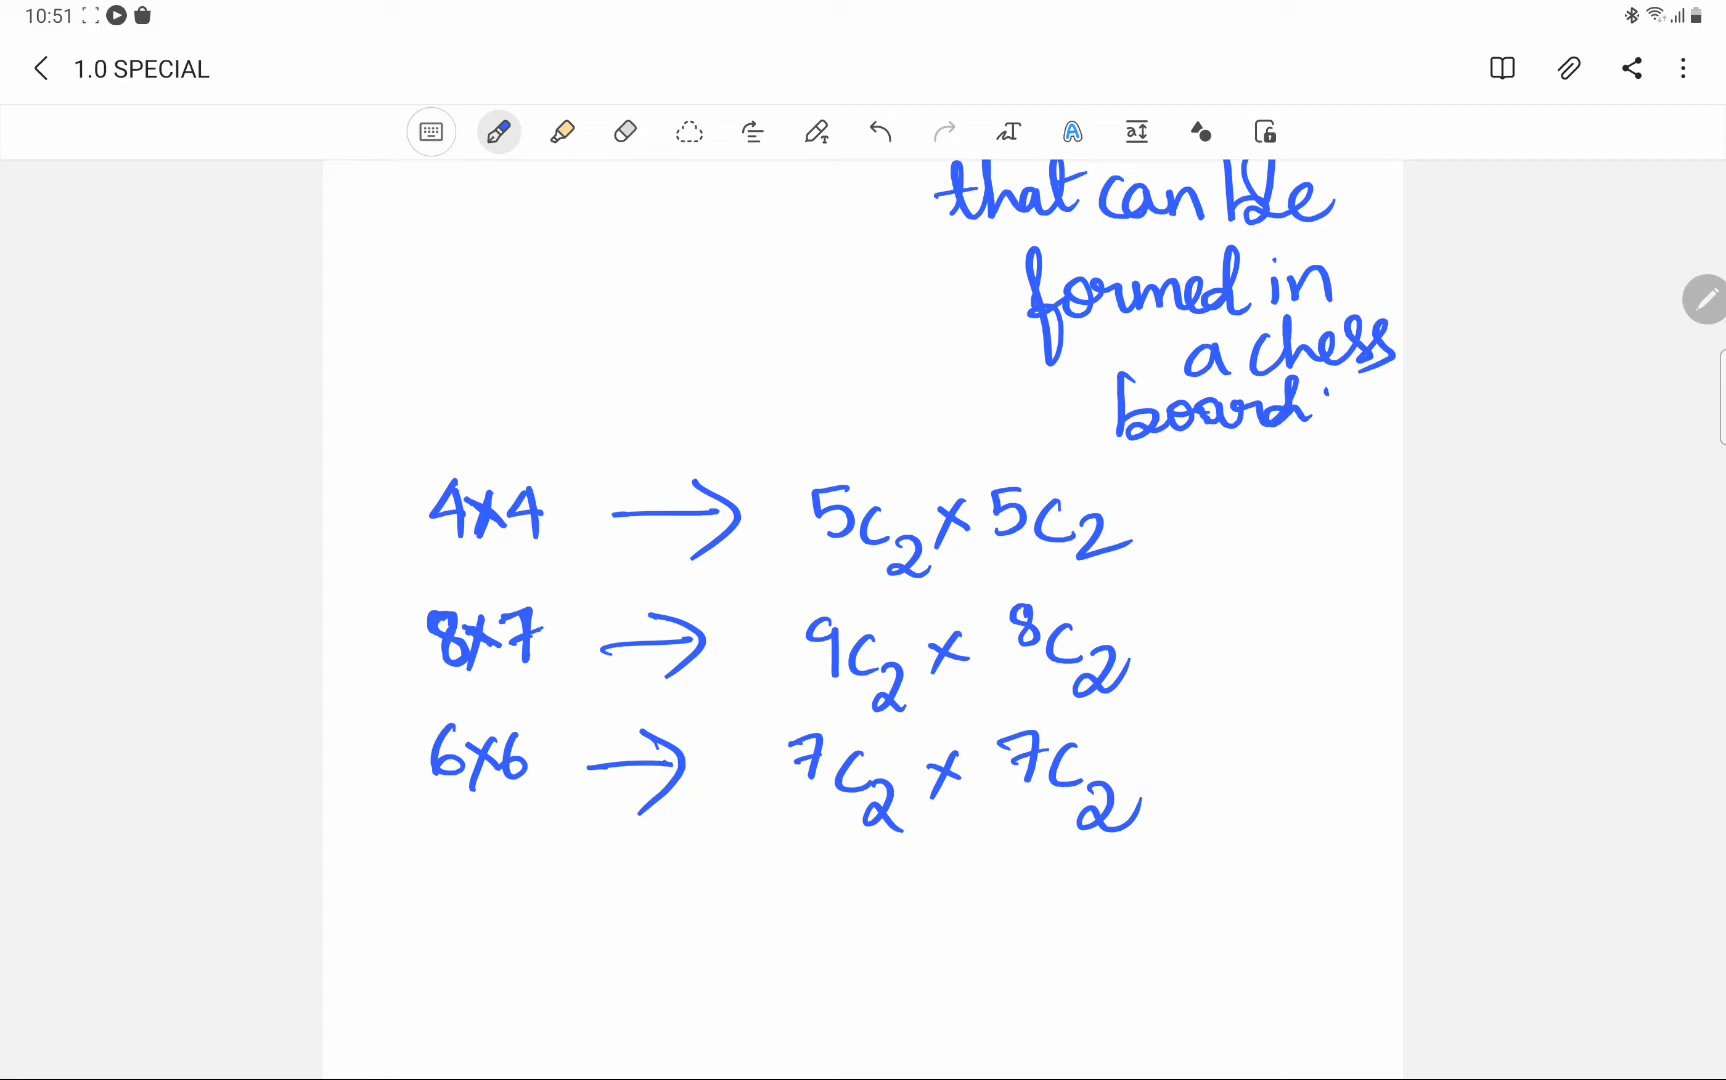 10:51
1.0 SPECIAL
that can be
formed in
a chess
board.
4x4 → 5c₂ x 5c₂
8x7 → 9c₂ x 8c₂
6x6 → 7c₂ x 7c₂